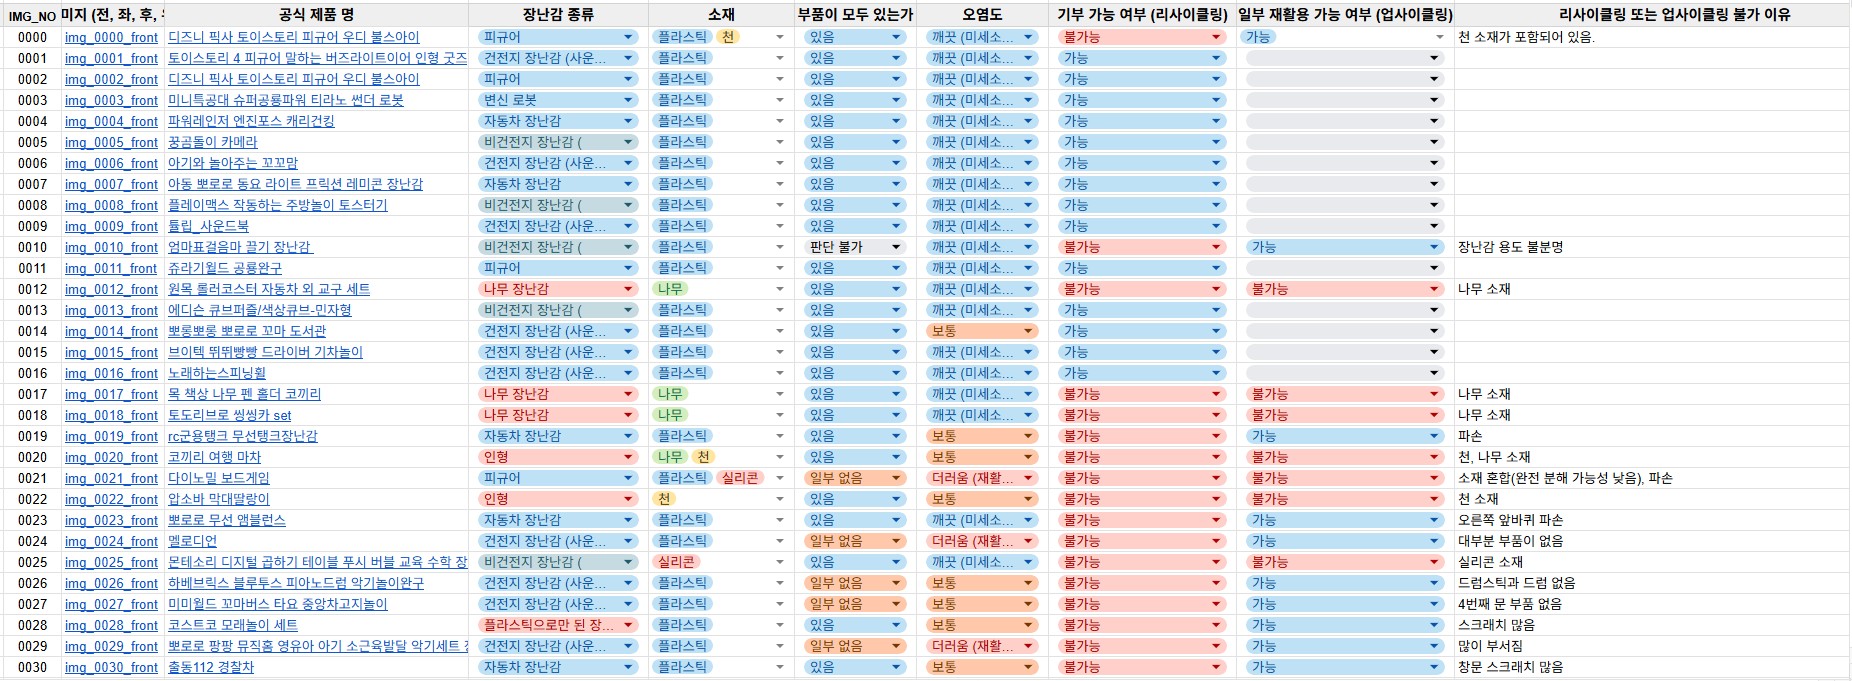 IMG_NO 미지 (전, 좌, 후, 우 공식 제품 명 장난감 종류 소재 부품이 모두 있는가 오염도 기부 가능 여부 (리사이클링) 일부 재활용 가능 여부 (업사이클링) 리사이클링 또는 업사이클링 불가 이유
0000 img_0000_front 디즈니 픽사 토이스토리 피규어 우디 불스아이 피규어 플라스틱 천 있음 깨끗 (미세소... 불가능 가능 천 소재가 포함되어 있음.
0001 img_0001_front 토이스토리 4 피규어 말하는 버즈라이트이어 인형 굿즈 건전지 장난감 (사운... 플라스틱 있음 깨끗 (미세소... 가능
0002 img_0002_front 디즈니 픽사 토이스토리 피규어 우디 불스아이 피규어 플라스틱 있음 깨끗 (미세소... 가능
0003 img_0003_front 미니특공대 슈퍼공룡파워 티라노 썬더 로봇 변신 로봇 플라스틱 있음 깨끗 (미세소... 가능
0004 img_0004_front 파워레인저 엔진포스 캐리건킹 자동차 장난감 플라스틱 있음 깨끗 (미세소... 가능
0005 img_0005_front 꿍곰돌이 카메라 비건전지 장난감 ( 플라스틱 있음 깨끗 (미세소... 가능
0006 img_0006_front 아기와 놀아주는 꼬꼬맘 건전지 장난감 (사운... 플라스틱 있음 깨끗 (미세소... 가능
0007 img_0007_front 아동 뽀로로 동요 라이트 프릭션 레미콘 장난감 자동차 장난감 플라스틱 있음 깨끗 (미세소... 가능
0008 img_0008_front 플레이맥스 작동하는 주방놀이 토스터기 비건전지 장난감 ( 플라스틱 있음 깨끗 (미세소... 가능
0009 img_0009_front 튤립_사운드북 건전지 장난감 (사운... 플라스틱 있음 깨끗 (미세소... 가능
0010 img_0010_front 엄마표걸음마 끌기 장난감 비건전지 장난감 ( 플라스틱 판단 불가 깨끗 (미세소... 불가능 가능 장난감 용도 불분명
0011 img_0011_front 쥬라기월드 공룡완구 피규어 플라스틱 있음 깨끗 (미세소... 가능
0012 img_0012_front 원목 롤러코스터 자동차 외 교구 세트 나무 장난감 나무 있음 깨끗 (미세소... 불가능 불가능 나무 소재
0013 img_0013_front 에디슨 큐브퍼즐/색상큐브-민자형 비건전지 장난감 ( 플라스틱 있음 깨끗 (미세소... 가능
0014 img_0014_front 뽀롱뽀롱 뽀로로 꼬마 도서관 건전지 장난감 (사운... 플라스틱 있음 보통 가능
0015 img_0015_front 브이텍 뛰뛰빵빵 드라이버 기차놀이 건전지 장난감 (사운... 플라스틱 있음 깨끗 (미세소... 가능
0016 img_0016_front 노래하는스피닝휠 건전지 장난감 (사운... 플라스틱 있음 깨끗 (미세소... 가능
0017 img_0017_front 목 책상 나무 펜 홀더 코끼리 나무 장난감 나무 있음 깨끗 (미세소... 불가능 불가능 나무 소재
0018 img_0018_front 토도리브로 씽씽카 set 나무 장난감 나무 있음 깨끗 (미세소... 불가능 불가능 나무 소재
0019 img_0019_front rc군용탱크 무선탱크장난감 자동차 장난감 플라스틱 있음 보통 불가능 가능 파손
0020 img_0020_front 코끼리 여행 마차 인형 나무 천 있음 보통 불가능 불가능 천, 나무 소재
0021 img_0021_front 다이노밀 보드게임 피규어 플라스틱 실리콘 일부 없음 더러움 (재활... 불가능 불가능 소재 혼합(완전 분해 가능성 낮음), 파손
0022 img_0022_front 압소바 막대딸랑이 인형 천 있음 보통 불가능 불가능 천 소재
0023 img_0023_front 뽀로로 무선 앰블런스 자동차 장난감 플라스틱 있음 깨끗 (미세소... 불가능 가능 오른쪽 앞바퀴 파손
0024 img_0024_front 멜로디언 건전지 장난감 (사운... 플라스틱 일부 없음 더러움 (재활... 불가능 가능 대부분 부품이 없음
0025 img_0025_front 몬테소리 디지털 곱하기 테이블 푸시 버블 교육 수학 장 비건전지 장난감 ( 실리콘 있음 깨끗 (미세소... 불가능 불가능 실리콘 소재
0026 img_0026_front 하베브릭스 블루투스 피아노드럼 악기놀이완구 건전지 장난감 (사운... 플라스틱 일부 없음 보통 불가능 가능 드럼스틱과 드럼 없음
0027 img_0027_front 미미월드 꼬마버스 타요 중앙차고지놀이 건전지 장난감 (사운... 플라스틱 일부 없음 보통 불가능 가능 4번째 문 부품 없음
0028 img_0028_front 코스트코 모래놀이 세트 플라스틱으로만 된 장... 플라스틱 있음 보통 불가능 가능 스크래치 많음
0029 img_0029_front 뽀로로 팡팡 뮤직홈 영유아 아기 소근육발달 악기세트 건전지 장난감 (사운... 플라스틱 일부 없음 더러움 (재활... 불가능 가능 많이 부서짐
0030 img_0030_front 출동112 경찰차 자동차 장난감 플라스틱 있음 보통 불가능 가능 창문 스크래치 많음